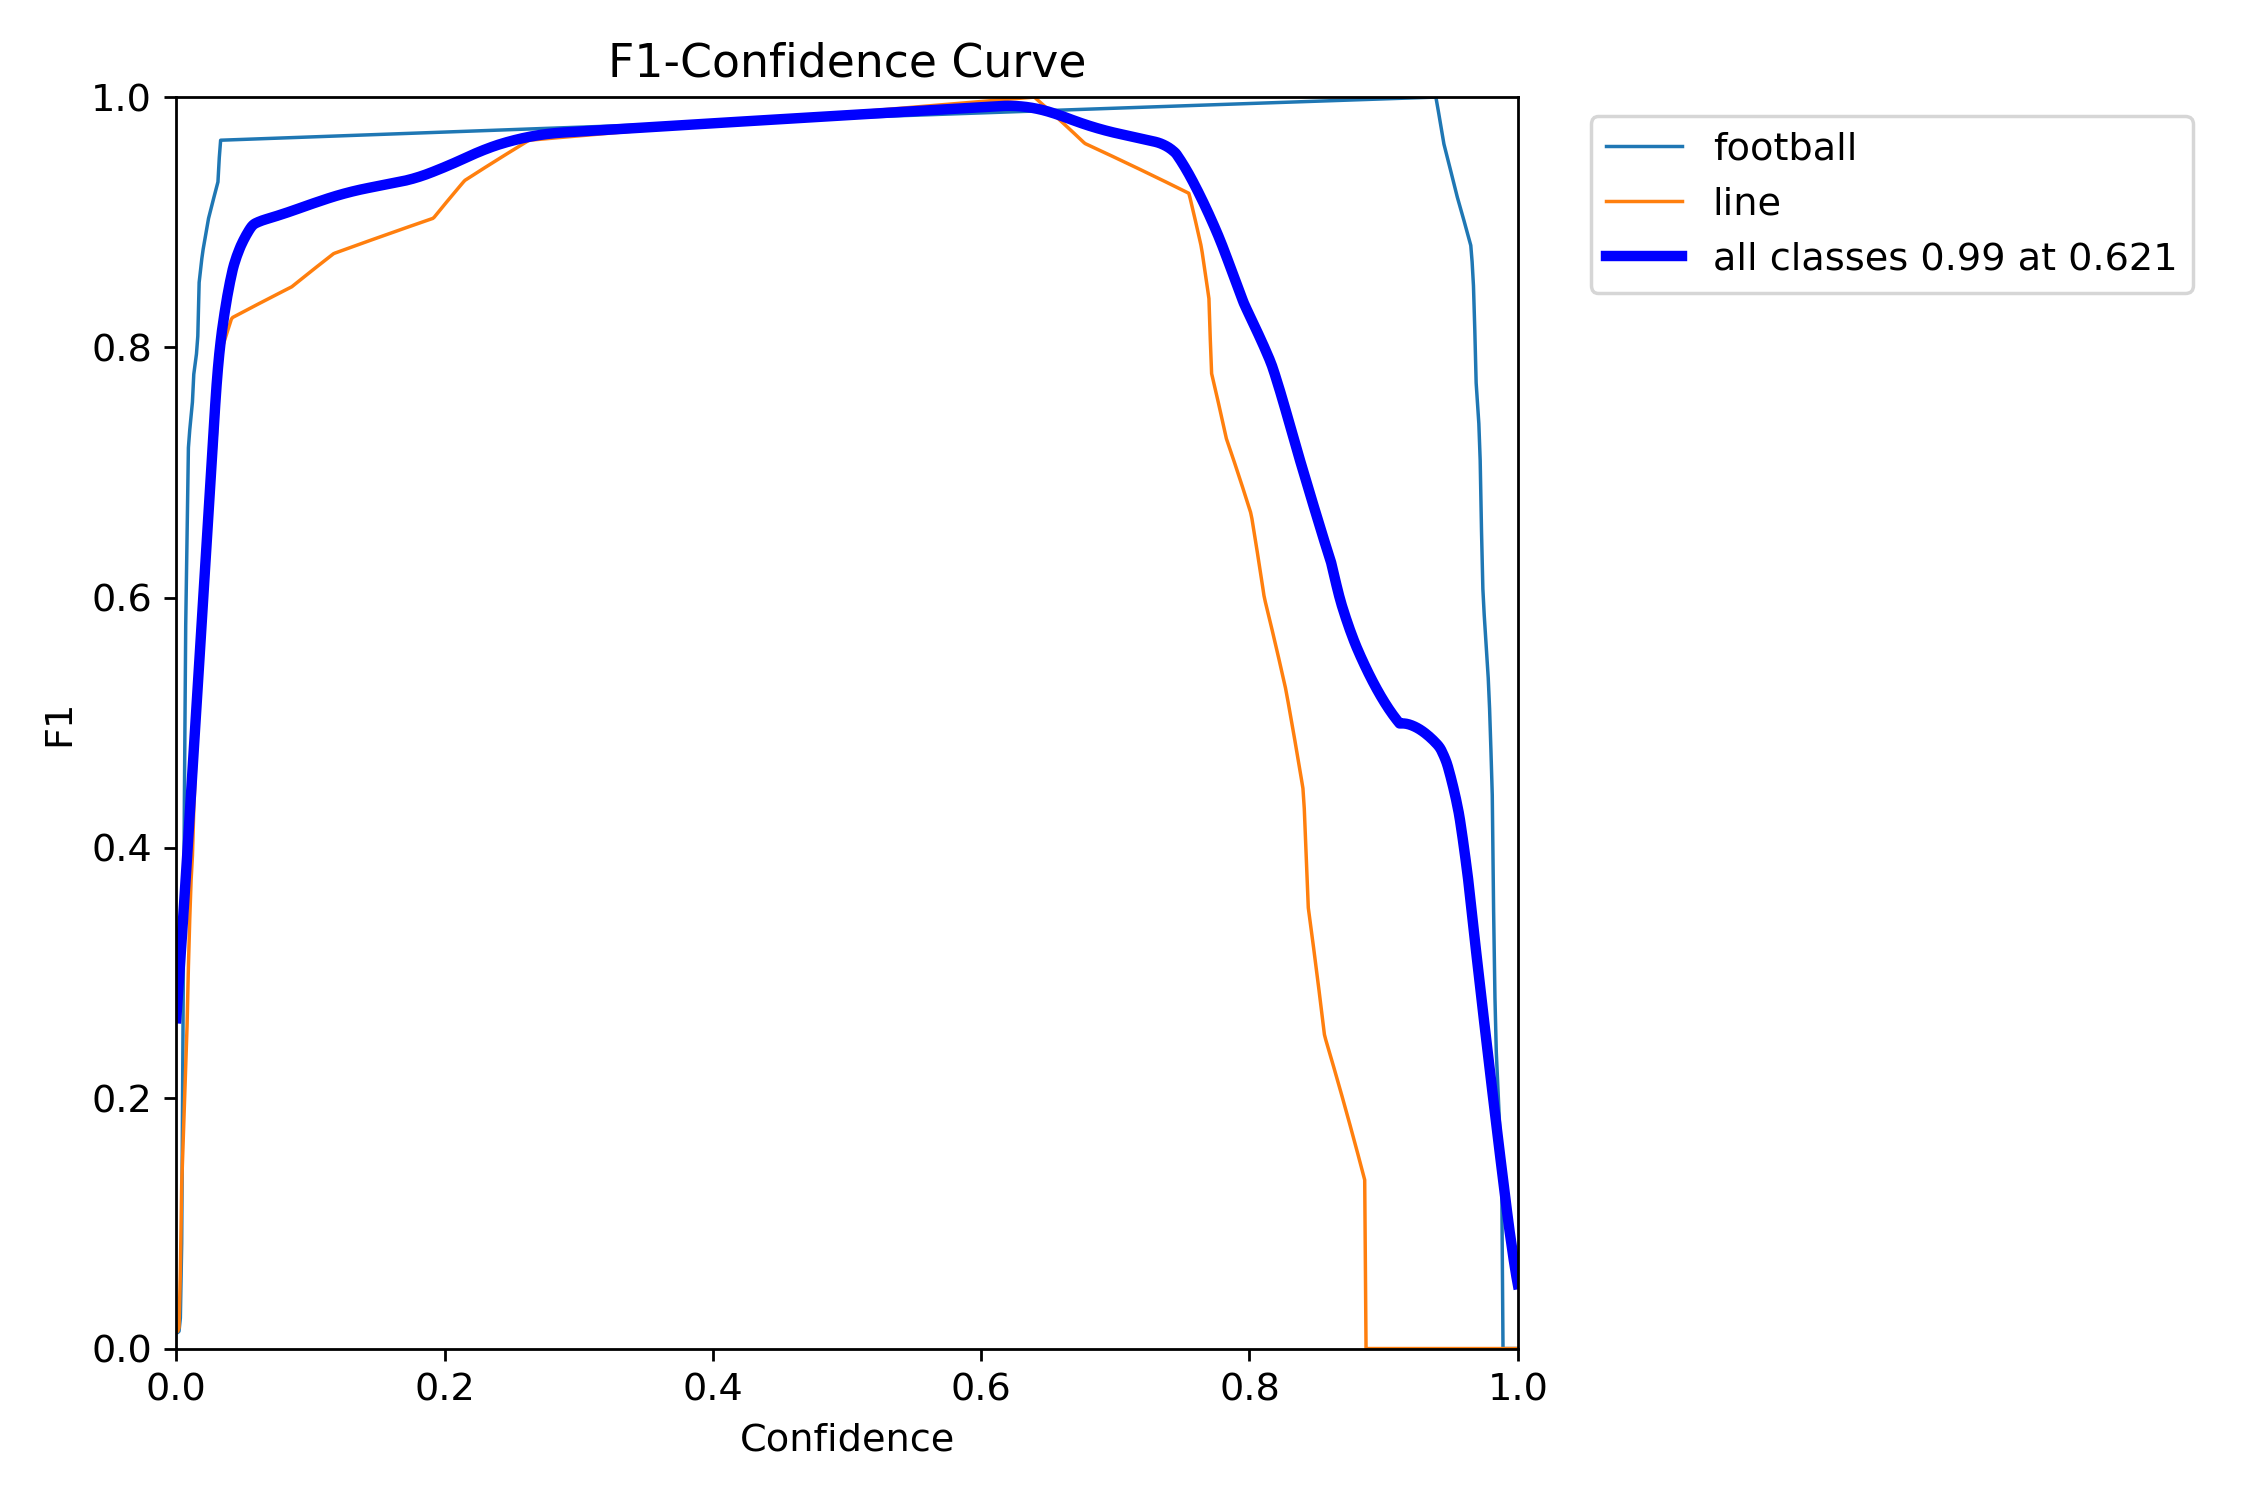 F1-Confidence Curve
1.0
0.8
0.6
0.4
0.2
0.0
F1
0.0 0.2 0.4 0.6 0.8 1.0
Confidence
football
line
all classes 0.99 at 0.621